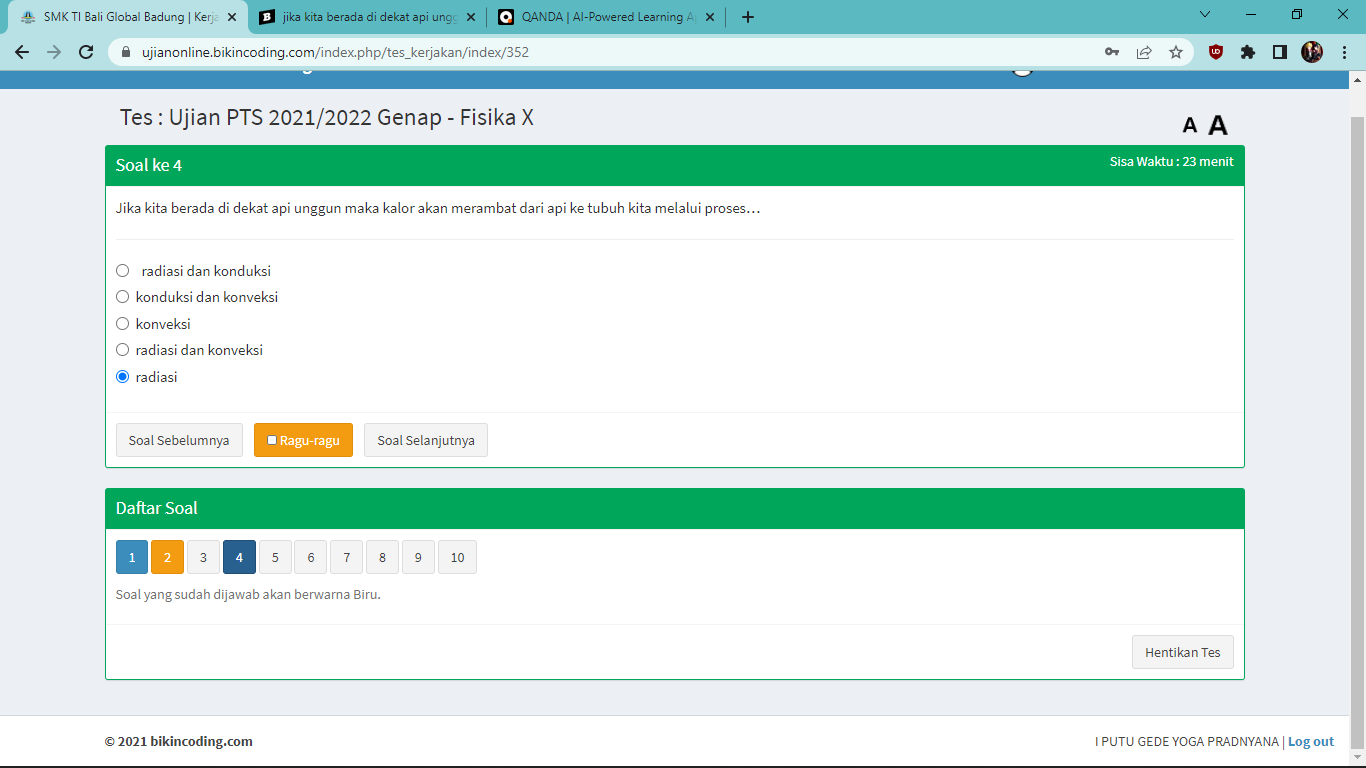 SMK TI Bali Global Badung | Kerja
jika kita berada di dekat api ungg
QANDA | AI-Powered Learning A
ujianonline.bikincoding.com/index.php/tes_kerjakan/index/352
Tes : Ujian PTS 2021/2022 Genap - Fisika X
A A
Soal ke 4
Sisa Waktu : 23 menit
Jika kita berada di dekat api unggun maka kalor akan merambat dari api ke tubuh kita melalui proses…
radiasi dan konduksi
konduksi dan konveksi
konveksi
radiasi dan konveksi
radiasi
Soal Sebelumnya
Ragu-ragu
Soal Selanjutnya
Daftar Soal
1 2 3 4 5 6 7 8 9 10
Soal yang sudah dijawab akan berwarna Biru.
Hentikan Tes
© 2021 bikincoding.com
I PUTU GEDE YOGA PRADNYANA | Log out